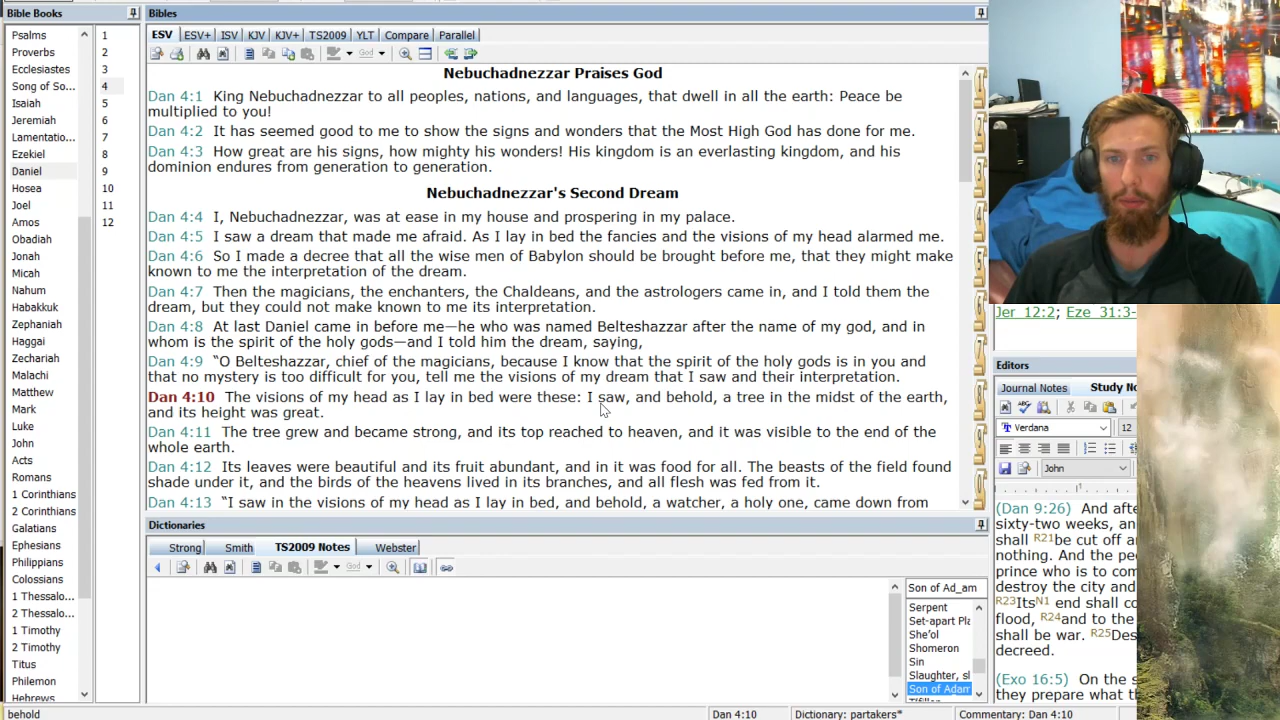 Bible Books
Psalms
Proverbs
Ecclesiastes
Song of So...
Isaiah
Jeremiah
Lamentatio...
Ezekiel
Daniel
Hosea
Joel
Amos
Obadiah
Jonah
Micah
Nahum
Habakkuk
Zephaniah
Haggai
Zechariah
Malachi
Matthew
Mark
Luke
John
Acts
Romans
1 Corinthians
2 Corinthians
Galatians
Ephesians
Philippians
Colossians
1 Thessalo...
2 Thessalo...
1 Timothy
2 Timothy
Titus
Philemon
Hebrews
1
2
3
4
5
6
7
8
9
10
11
12
Bibles
ESV ESV+ ISV KJV KJV+ TS2009 YLT Compare Parallel
God
Nebuchadnezzar Praises God
Dan 4:1 King Nebuchadnezzar to all peoples, nations, and languages, that dwell in all the earth: Peace be
multiplied to you!
Dan 4:2 It has seemed good to me to show the signs and wonders that the Most High God has done for me.
Dan 4:3 How great are his signs, how mighty his wonders! His kingdom is an everlasting kingdom, and his
dominion endures from generation to generation.
Nebuchadnezzar's Second Dream
Dan 4:4 I, Nebuchadnezzar, was at ease in my house and prospering in my palace.
Dan 4:5 I saw a dream that made me afraid. As I lay in bed the fancies and the visions of my head alarmed me.
Dan 4:6 So I made a decree that all the wise men of Babylon should be brought before me, that they might make
known to me the interpretation of the dream.
Dan 4:7 Then the magicians, the enchanters, the Chaldeans, and the astrologers came in, and I told them the
dream, but they could not make known to me its interpretation.
Dan 4:8 At last Daniel came in before me—he who was named Belteshazzar after the name of my god, and in
whom is the spirit of the holy gods—and I told him the dream, saying,
Dan 4:9 “O Belteshazzar, chief of the magicians, because I know that the spirit of the holy gods is in you and
that no mystery is too difficult for you, tell me the visions of my dream that I saw and their interpretation.
Dan 4:10 The visions of my head as I lay in bed were these: I saw, and behold, a tree in the midst of the earth,
and its height was great.
Dan 4:11 The tree grew and became strong, and its top reached to heaven, and it was visible to the end of the
whole earth.
Dan 4:12 Its leaves were beautiful and its fruit abundant, and in it was food for all. The beasts of the field found
shade under it, and the birds of the heavens lived in its branches, and all flesh was fed from it.
Dan 4:13 “I saw in the visions of my head as I lay in bed, and behold, a watcher, a holy one, came down from
Dictionaries
Strong Smith TS2009 Notes Webster
God
Son of Ad_am
Serpent
Set-apart Pla
She'ol
Shomeron
Sin
Slaughter, sl
Son of Adam
Jer 12:2; Eze 31:3-
Editors
Journal Notes Study No
Verdana 12
John
1
(Dan 9:26) And afte
sixty-two weeks, an
shall R21be cut off a
nothing. And the pe
prince who is to com
destroy the city and
R23ItsN1 end shall co
flood, R24and to the
shall be war. R25Des
decreed.
(Exo 16:5) On the s
they prepare what t
behold
Dan 4:10
Dictionary: partakers*
Commentary: Dan 4:10